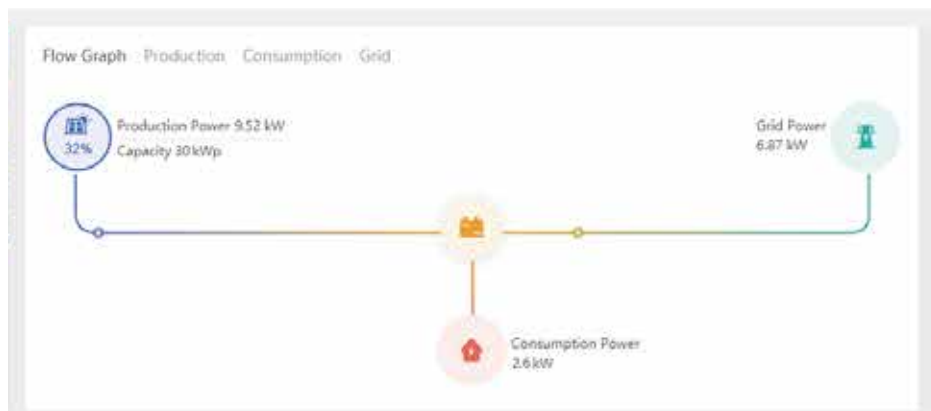 Flow Graph Production Consumption Grid
32%
Production Power 9.52 kW
Capacity 30 kWp
Grid Power
6.87 kW
Consumption Power
2.6 kW